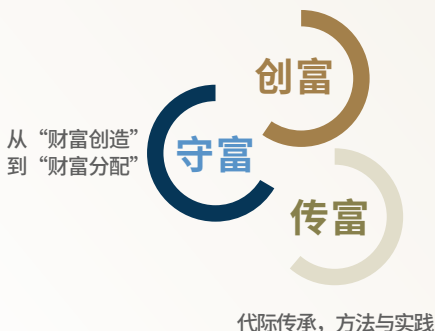 创富
从“财富创造”
到“财富分配”
守富
传富
代际传承，方法与实践